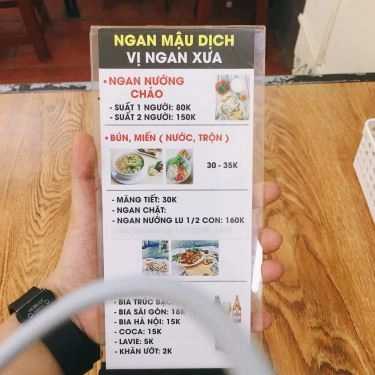 NGAN MẬU DỊCH
VỊ NGAN XƯA
• NGAN NƯỚNG CHẢO
- SUẤT 1 NGƯỜI: 80K
- SUẤT 2 NGƯỜI: 150K
• BÚN, MIẾN ( NƯỚC, TRỘN )
30 - 35K
- MĂNG TIẾT: 30K
- NGAN CHẶT:
- NGAN NƯỚNG LU 1/2 CON: 160K
- BIA TRÚC BẠCH
- BIA SÀI GÒN: 18K
- BIA HÀ NỘI: 15K
- COCA: 15K
- LAVIE: 5K
- KHĂN ƯỚT: 2K